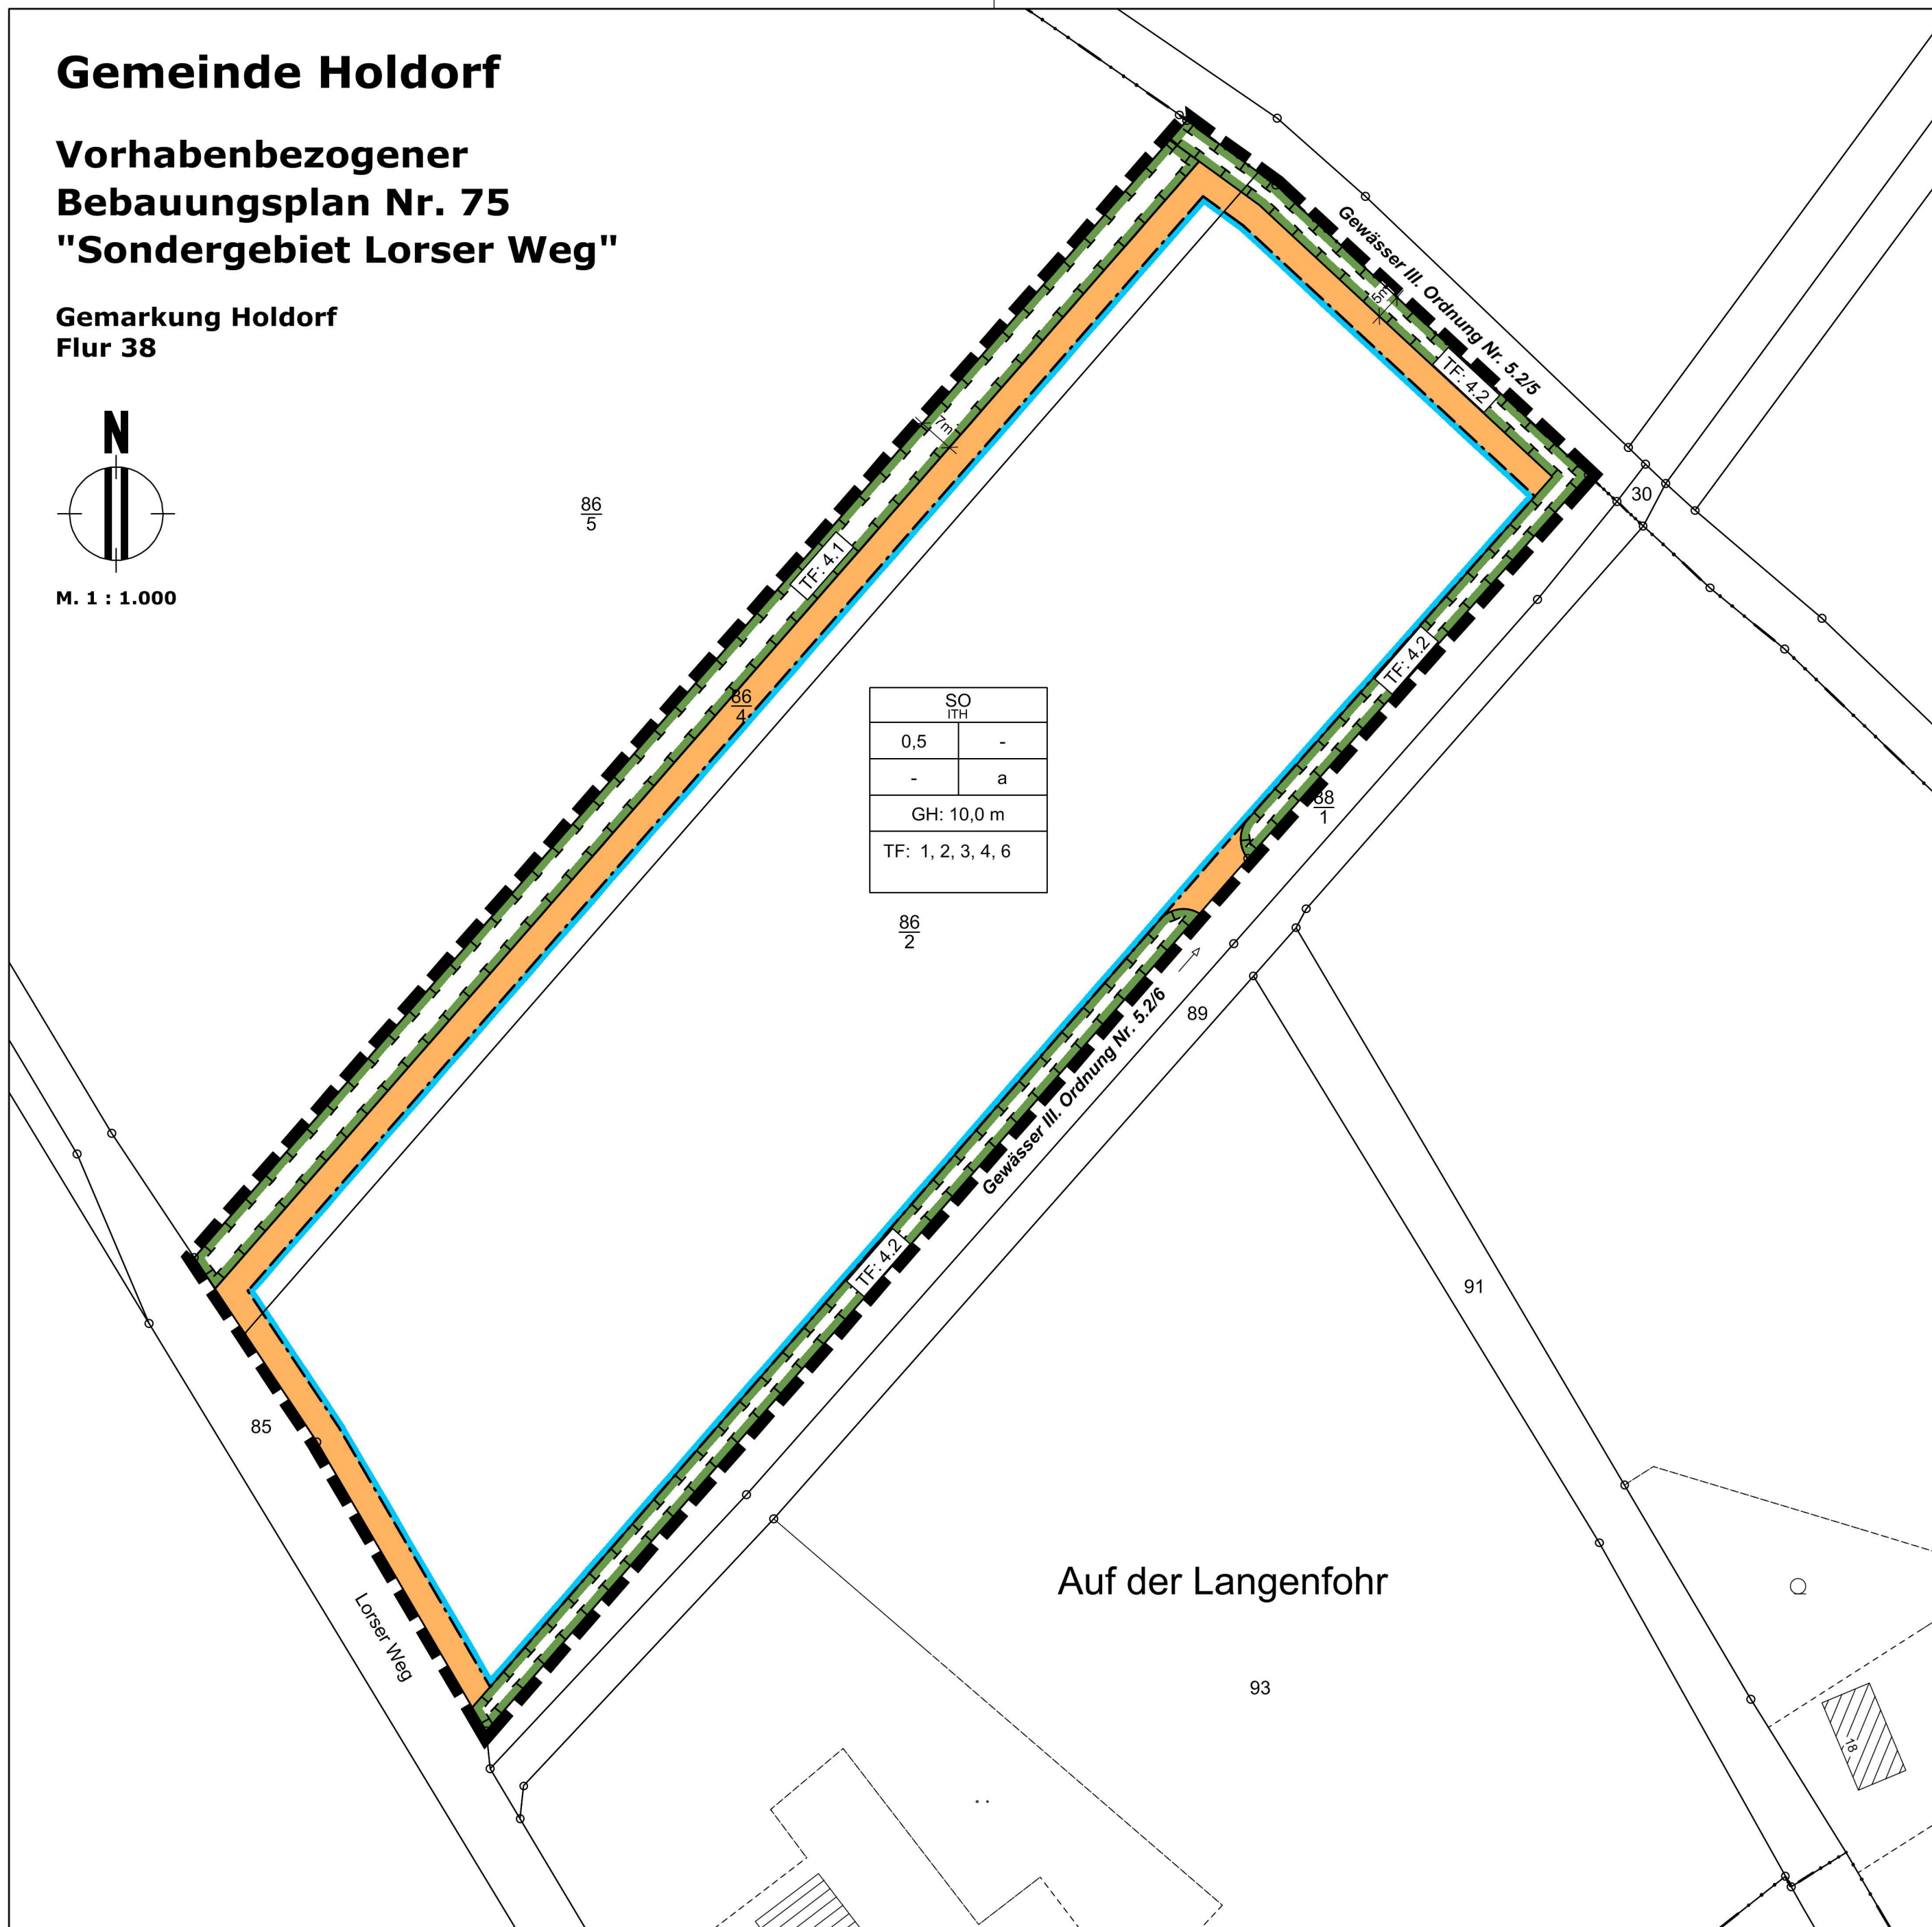 Gemeinde Holdorf
Vorhabenbezogener
Bebauungsplan Nr. 75
"Sondergebiet Lorser Weg"
Gemarkung Holdorf
Flur 38
N
M. 1 : 1.000
Gewässer III. Ordnung Nr. 5.2/5
5m
TF: 4.2
7m
30
86
5
TF: 4.1
TF: 4.2
86
4
SO
ITH
0,5 -
- a
GH: 10,0 m
TF: 1, 2, 3, 4, 6
88
1
86
2
Gewässer III. Ordnung Nr. 5.2/6
89
TF: 4.2
91
85
Lorser Weg
Auf der Langenfohr
93
18